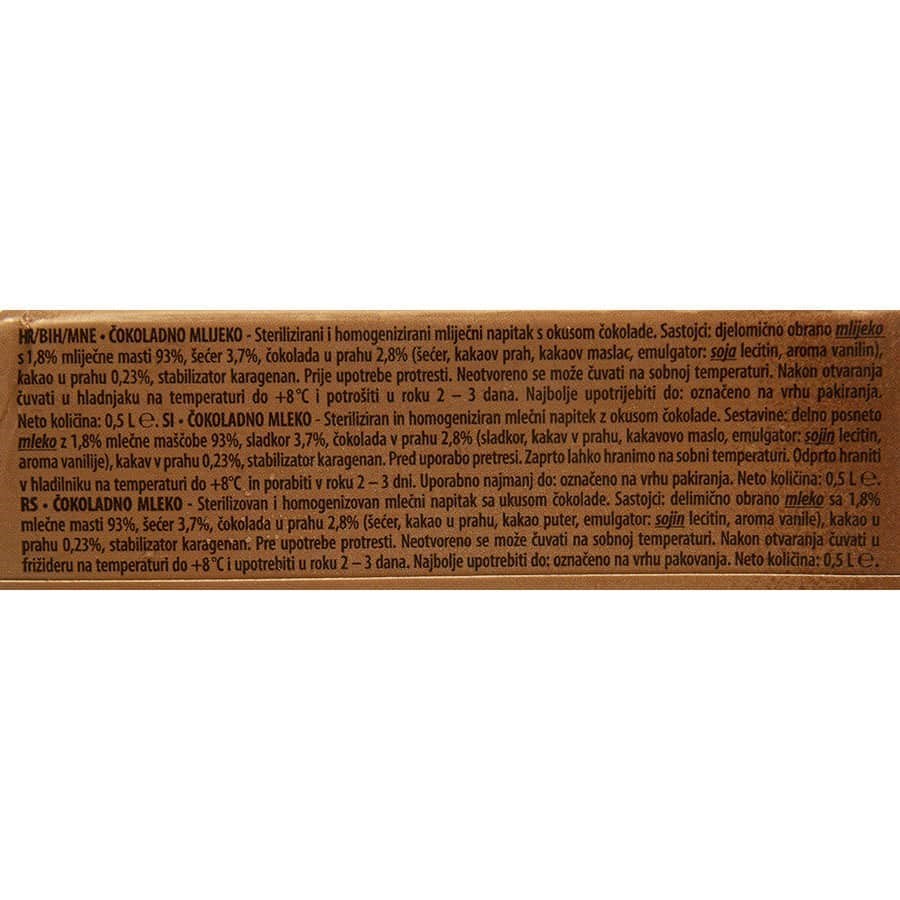 HR/BIH/MNE • ČOKOLADNO MLIJEKO - Sterilizirani i homogenizirani mliječni napitak s okusom čokolade. Sastojci: djelomično obrano mlijeko
s 1,8% mliječne masti 93%, šećer 3,7%, čokolada u prahu 2,8% (šećer, kakaov prah, kakaov maslac, emulgator: soja lecitin, aroma vanilin),
kakao u prahu 0,23%, stabilizator karagenan. Prije upotrebe protresti. Neotvoreno se može čuvati na sobnoj temperaturi. Nakon otvaranja
čuvati u hladnjaku na temperaturi do +8°C i potrošiti u roku 2 – 3 dana. Najbolje upotrijebiti do: označeno na vrhu pakiranja.
Neto količina: 0,5 L℮. SI • ČOKOLADNO MLEKO - Steriliziran in homogeniziran mlečni napitek z okusom čokolade. Sestavine: delno posneto
mleko z 1,8% mlečne maščobe 93%, sladkor 3,7%, čokolada v prahu 2,8% (sladkor, kakav v prahu, kakavovo maslo, emulgator: sojin lecitin,
aroma vanilije), kakav v prahu 0,23%, stabilizator karagenan. Pred uporabo pretresi. Zaprto lahko hranimo na sobni temperaturi. Odprto hraniti
v hladilniku na temperaturi do +8°C in porabiti v roku 2 – 3 dni. Uporabno najmanj do: označeno na vrhu pakiranja. Neto količina: 0,5 L℮.
RS • ČOKOLADNO MLEKO - Sterilizovan i homogenizovan mlečni napitak sa ukusom čokolade. Sastojci: delimično obrano mleko sa 1,8%
mlečne masti 93%, šećer 3,7%, čokolada u prahu 2,8% (šećer, kakao u prahu, kakao puter, emulgator: sojin lecitin, aroma vanile), kakao u
prahu 0,23%, stabilizator karagenan. Pre upotrebe protresti. Neotvoreno se može čuvati na sobnoj temperaturi. Nakon otvaranja čuvati u
frižideru na temperaturi do +8°C i upotrebiti u roku 2 – 3 dana. Najbolje upotrebiti do: označeno na vrhu pakovanja. Neto količina: 0,5 L℮.